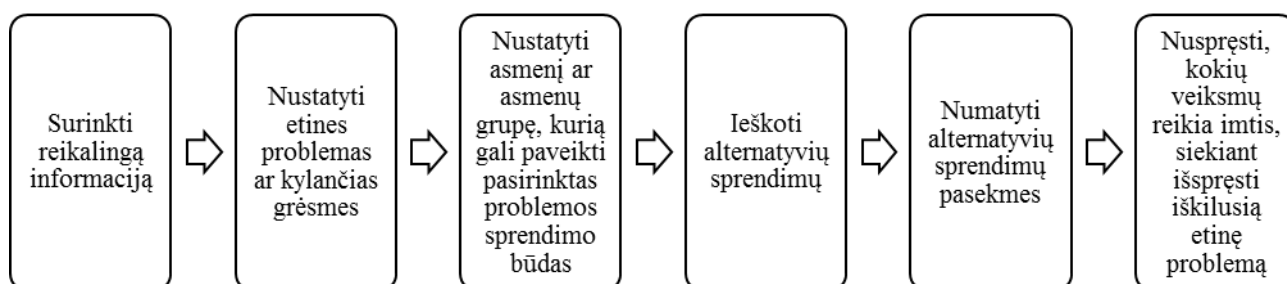 Surinkti
reikalingą
informaciją
Nustatyti
etines
problemas
ar kylančias
grėsmes
Nustatyti
asmenį ar
asmenų
grupę, kurią
gali paveikti
pasirinktas
problemos
sprendimo
būdas
Ieškoti
alternatyvių
sprendimų
Numatyti
alternatyvių
sprendimų
pasekmes
Nuspręsti,
kokių
veiksmų
reikia imtis,
siekiant
išspręsti
iškilusią
etinę
problemą